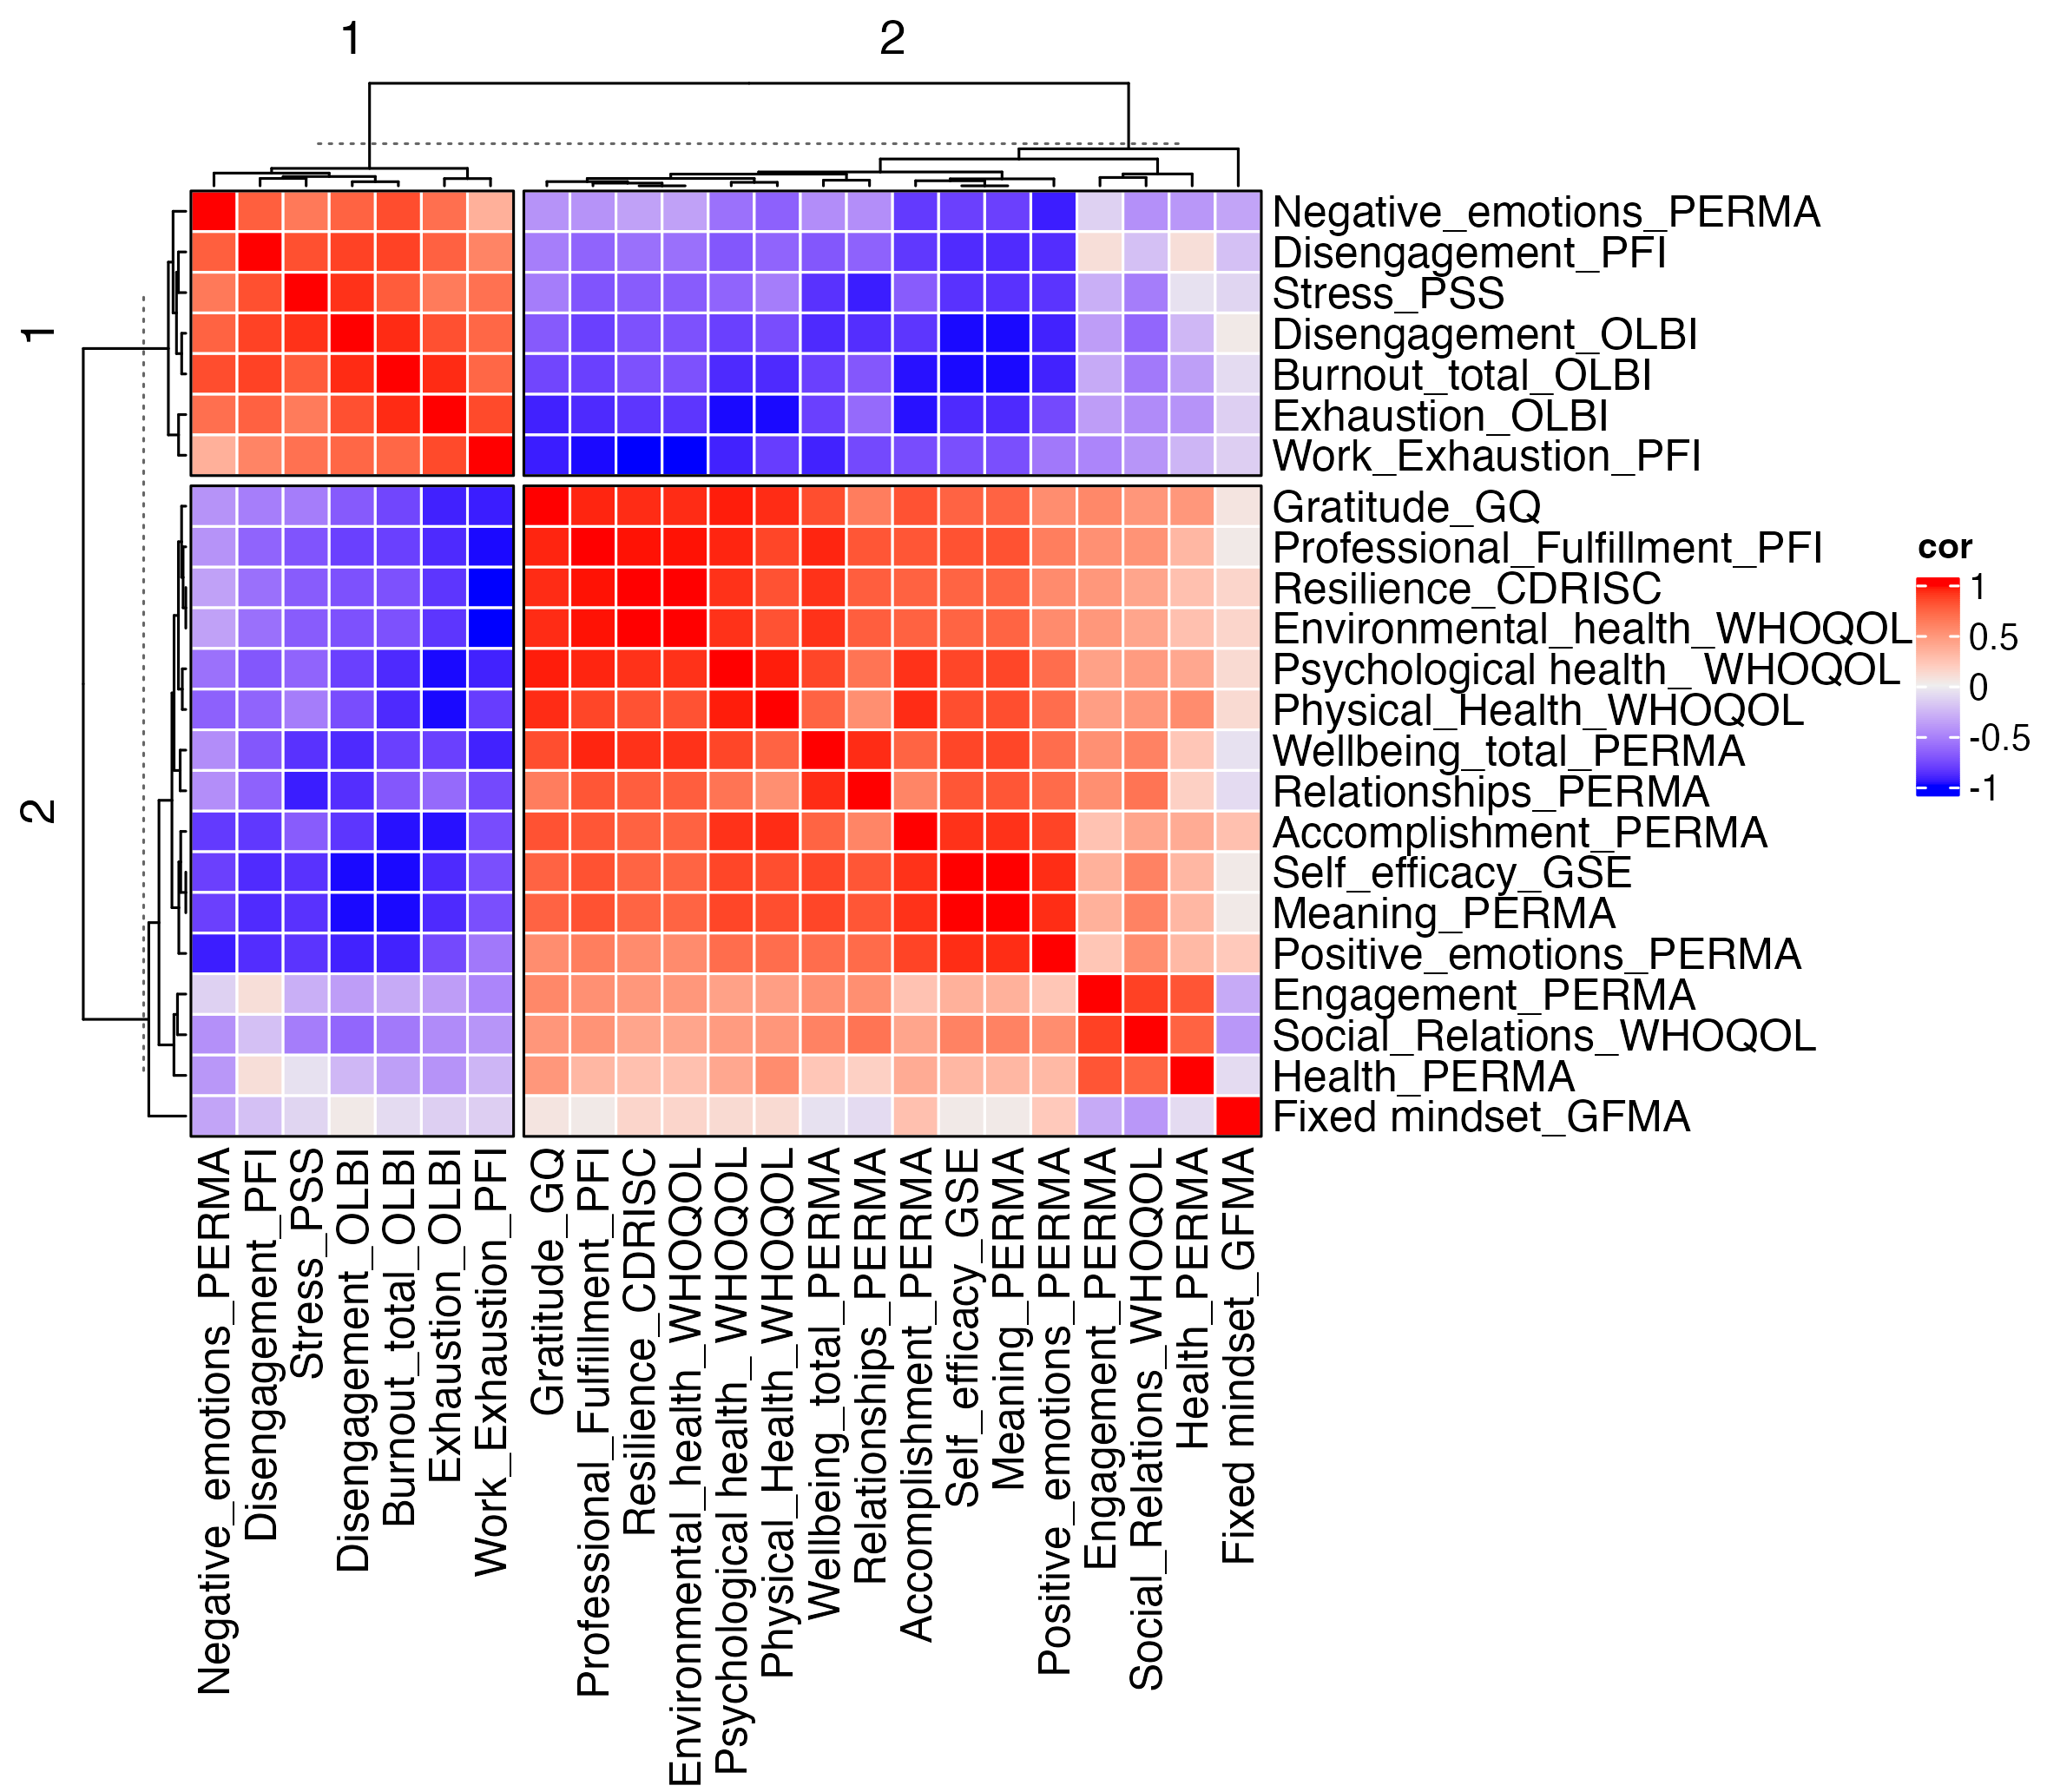 1
2
1
2
Negative_emotions_PERMA
Disengagement_PFI
Stress_PSS
Disengagement_OLBI
Burnout_total_OLBI
Exhaustion_OLBI
Work_Exhaustion_PFI
Gratitude_GQ
Professional_Fulfillment_PFI
Resilience_CDRISC
Environmental_health_WHOQOL
Psychological health_ WHOQOL
Physical_Health_WHOQOL
Wellbeing_total_PERMA
Relationships_PERMA
Accomplishment_PERMA
Self_efficacy_GSE
Meaning_PERMA
Positive_emotions_PERMA
Engagement_PERMA
Social_Relations_WHOQOL
Health_PERMA
Fixed mindset_GFMA
cor
1
0.5
0
-0.5
-1
Negative_emotions_PERMA
Disengagement_PFI
Stress_PSS
Disengagement_OLBI
Burnout_total_OLBI
Exhaustion_OLBI
Work_Exhaustion_PFI
Gratitude_GQ
Professional_Fulfillment_PFI
Resilience_CDRISC
Environmental_health_WHOQOL
Psychological health_ WHOQOL
Physical_Health_WHOQOL
Wellbeing_total_PERMA
Relationships_PERMA
Accomplishment_PERMA
Self_efficacy_GSE
Meaning_PERMA
Positive_emotions_PERMA
Engagement_PERMA
Social_Relations_WHOQOL
Health_PERMA
Fixed mindset_GFMA